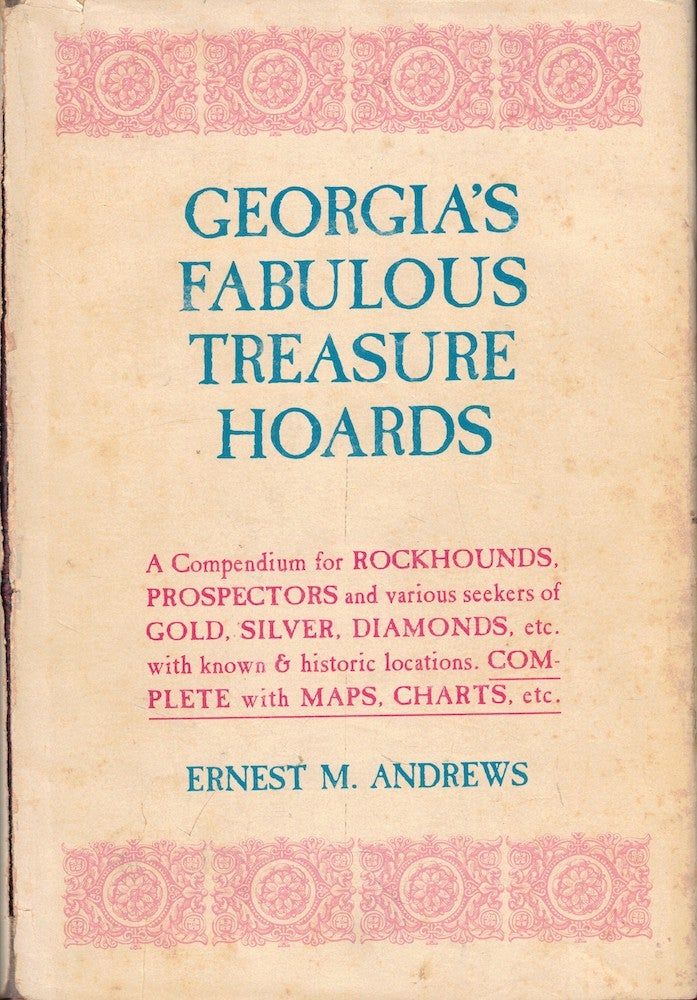 GEORGIA'S
FABULOUS
TREASURE
HOARDS
A Compendium for ROCKHOUNDS,
PROSPECTORS and various seekers of
GOLD, SILVER, DIAMONDS, etc.
with known & historic locations. COM-
PLETE with MAPS, CHARTS, etc.
ERNEST M. ANDREWS